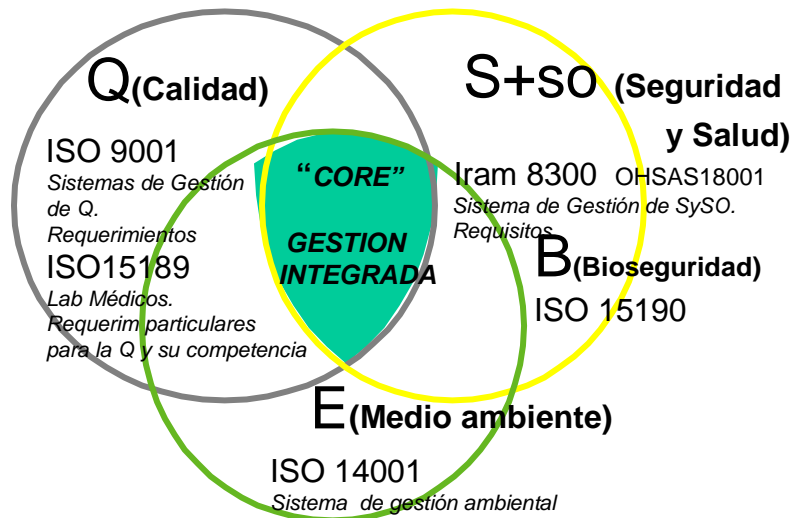 Q(Calidad)
ISO 9001
Sistemas de Gestión
de Q.
Requerimientos
ISO15189
Lab Médicos.
Requerim particulares
para la Q y su competencia
“CORE”
GESTION
INTEGRADA
S+so (Seguridad
y Salud)
Iram 8300 OHSAS18001
Sistema de Gestión de SySO.
Requisitos
B(Bioseguridad)
ISO 15190
E(Medio ambiente)
ISO 14001
Sistema de gestión ambiental